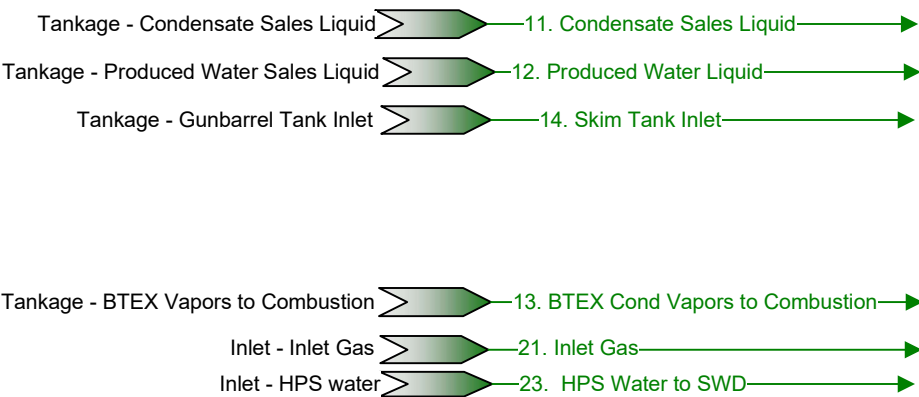 Tankage - Condensate Sales Liquid 11. Condensate Sales Liquid
Tankage - Produced Water Sales Liquid 12. Produced Water Liquid
Tankage - Gunbarrel Tank Inlet 14. Skim Tank Inlet
Tankage - BTEX Vapors to Combustion 13. BTEX Cond Vapors to Combustion
Inlet - Inlet Gas 21. Inlet Gas
Inlet - HPS water 23.  HPS Water to SWD